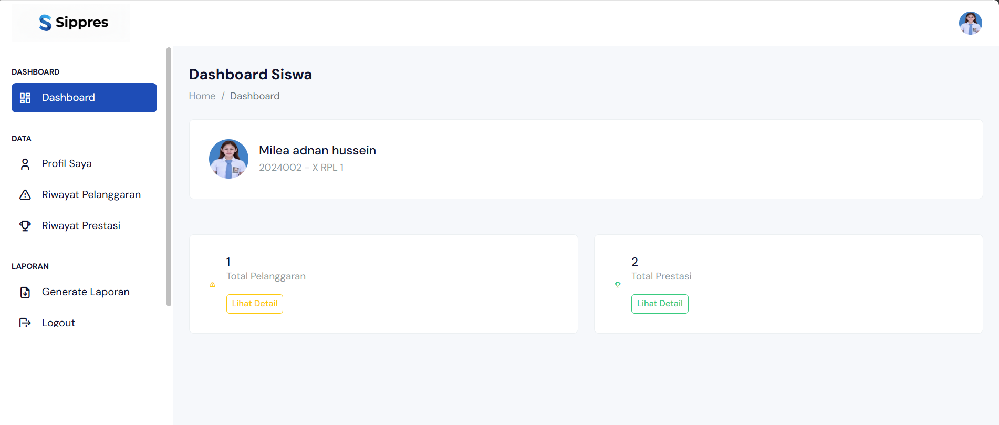 Sippres
DASHBOARD
Dashboard
DATA
Profil Saya
Riwayat Pelanggaran
Riwayat Prestasi
LAPORAN
Generate Laporan
Logout
Dashboard Siswa
Home / Dashboard
Milea adnan hussein
2024002 - X RPL 1
1
Total Pelanggaran
Lihat Detail
2
Total Prestasi
Lihat Detail